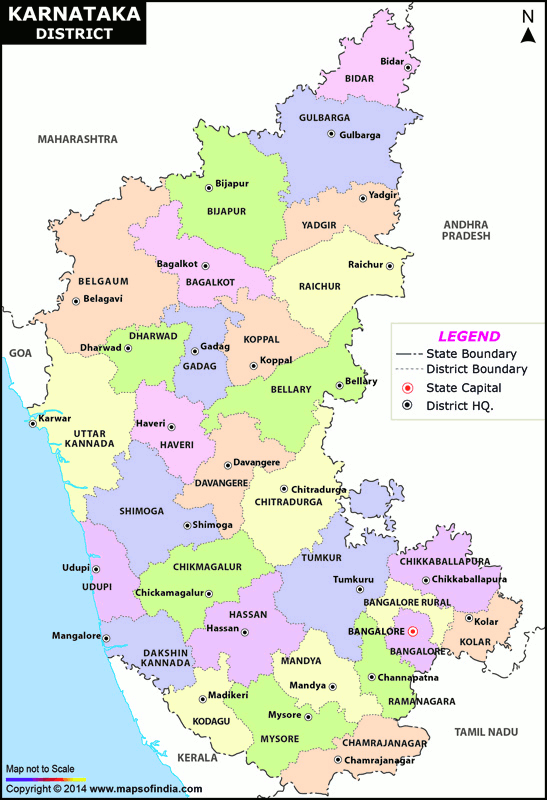 KARNATAKA
DISTRICT
N
Bidar
BIDAR
GULBARGA
Gulbarga
MAHARASHTRA
Bijapur
BIJAPUR
Yadgir
YADGIR
ANDHRA
PRADESH
Bagalkot
BAGALKOT
Raichur
RAICHUR
BELGAUM
Belagavi
DHARWAD
Dharwad
Gadag
GADAG
KOPPAL
Koppal
GOA
LEGEND
State Boundary
District Boundary
State Capital
District HQ.
Bellary
BELLARY
Karwar
UTTAR
KANNADA
Haveri
HAVERI
Davangere
DAVANGERE
Chitradurga
CHITRADURGA
SHIMOGA
Shimoga
Udupi
UDUPI
CHIKMAGALUR
Chickamagalur
TUMKUR
Tumkuru
CHIKKABALLAPURA
Chikkaballapura
BANGALORE RURAL
HASSAN
Hassan
BANGALORE
BANGALORE
Kolar
KOLAR
Mangalore
DAKSHIN
KANNADA
MANDYA
Mandya
Channapatna
RAMANAGARA
Madikeri
KODAGU
Mysore
MYSORE
CHAMRAJANAGAR
Chamrajanagar
TAMIL NADU
KERALA
Map not to Scale
Copyright © 2014 www.mapsofindia.com